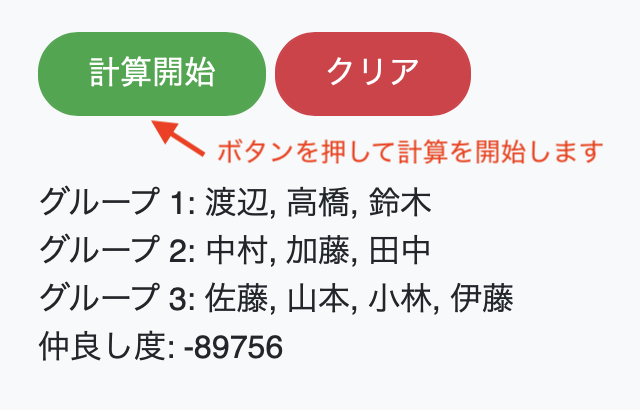 計算開始 クリア
ボタンを押して計算を開始します
グループ 1: 渡辺, 高橋, 鈴木
グループ 2: 中村, 加藤, 田中
グループ 3: 佐藤, 山本, 小林, 伊藤
仲良し度: -89756